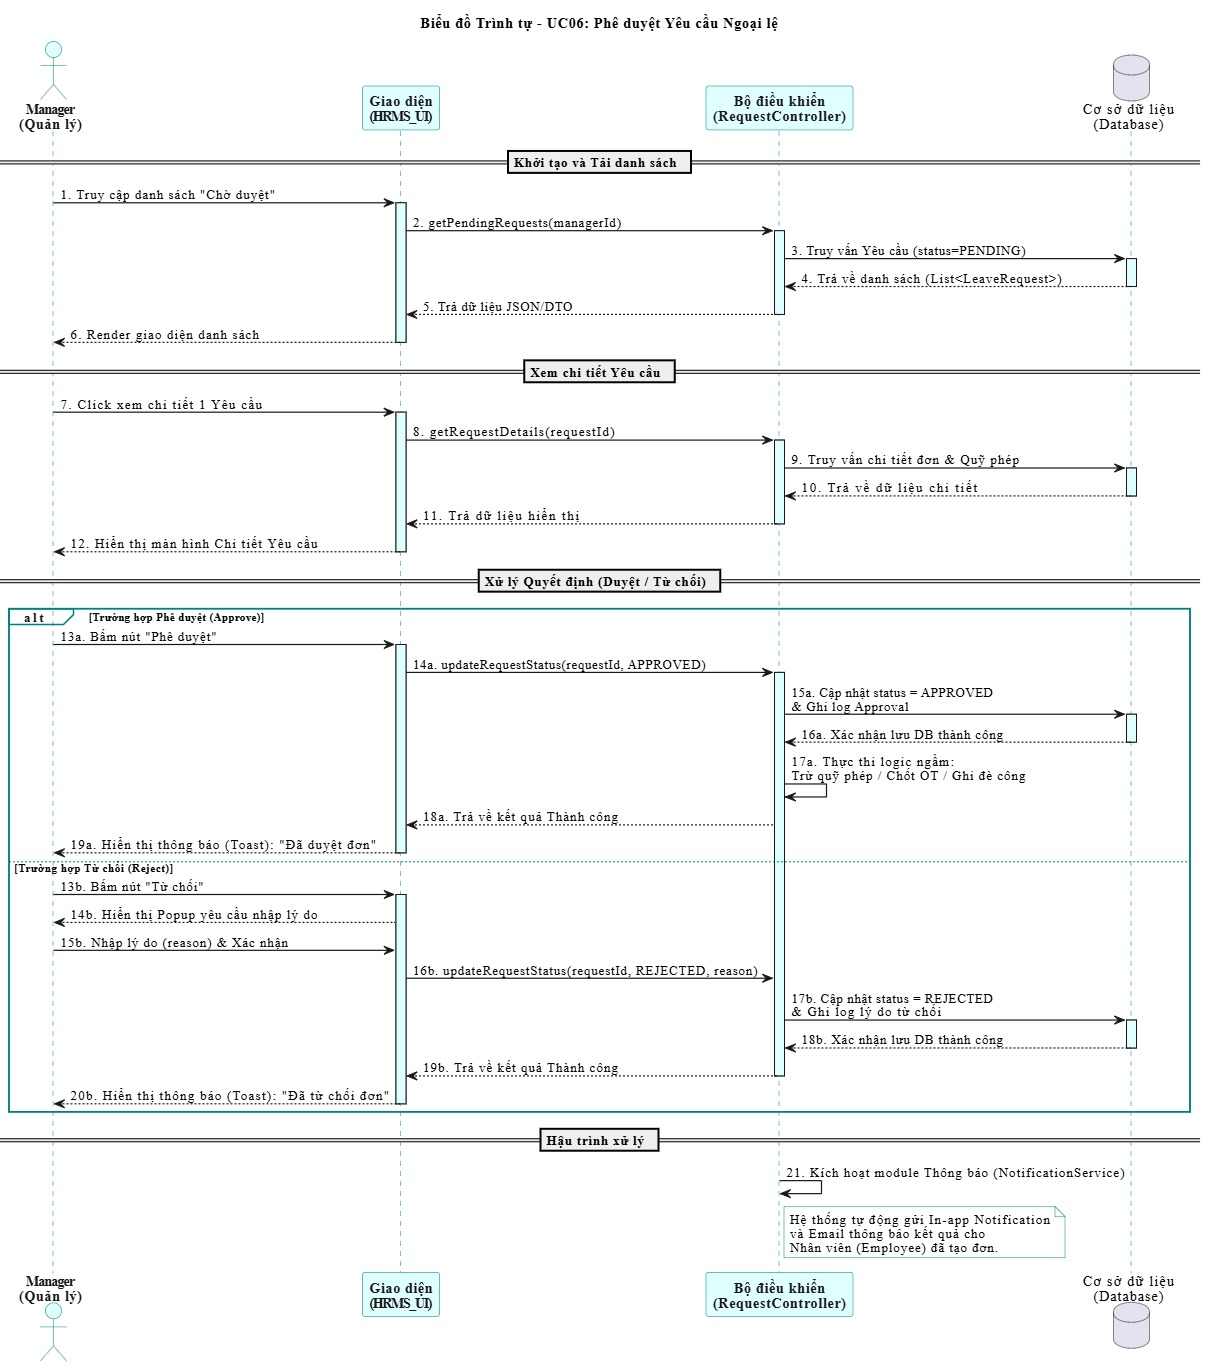 Biểu đồ Trình tự - UC06: Phê duyệt Yêu cầu Ngoại lệ
Manager
(Quản lý)
Giao diện
(HRMS_UI)
Bộ điều khiển
(RequestController)
Cơ sở dữ liệu
(Database)
Khởi tạo và Tải danh sách
1. Truy cập danh sách "Chờ duyệt"
2. getPendingRequests(managerId)
3. Truy vấn Yêu cầu (status=PENDING)
4. Trả về danh sách (List<LeaveRequest>)
5. Trả dữ liệu JSON/DTO
6. Render giao diện danh sách
Xem chi tiết Yêu cầu
7. Click xem chi tiết 1 Yêu cầu
8. getRequestDetails(requestId)
9. Truy vấn chi tiết đơn & Quỹ phép
10. Trả về dữ liệu chi tiết
11. Trả dữ liệu hiển thị
12. Hiển thị màn hình Chi tiết Yêu cầu
Xử lý Quyết định (Duyệt / Từ chối)
alt [Trường hợp Phê duyệt (Approve)]
13a. Bấm nút "Phê duyệt"
14a. updateRequestStatus(requestId, APPROVED)
15a. Cập nhật status = APPROVED
& Ghi log Approval
16a. Xác nhận lưu DB thành công
17a. Thực thi logic ngầm:
Trừ quỹ phép / Chốt OT / Ghi đè công
18a. Trả về kết quả Thành công
19a. Hiển thị thông báo (Toast): "Đã duyệt đơn"
[Trường hợp Từ chối (Reject)]
13b. Bấm nút "Từ chối"
14b. Hiển thị Popup yêu cầu nhập lý do
15b. Nhập lý do (reason) & Xác nhận
16b. updateRequestStatus(requestId, REJECTED, reason)
17b. Cập nhật status = REJECTED
& Ghi log lý do từ chối
18b. Xác nhận lưu DB thành công
19b. Trả về kết quả Thành công
20b. Hiển thị thông báo (Toast): "Đã từ chối đơn"
Hậu trình xử lý
21. Kích hoạt module Thông báo (NotificationService)
Hệ thống tự động gửi In-app Notification
và Email thông báo kết quả cho
Nhân viên (Employee) đã tạo đơn.
Manager
(Quản lý)
Giao diện
(HRMS_UI)
Bộ điều khiển
(RequestController)
Cơ sở dữ liệu
(Database)